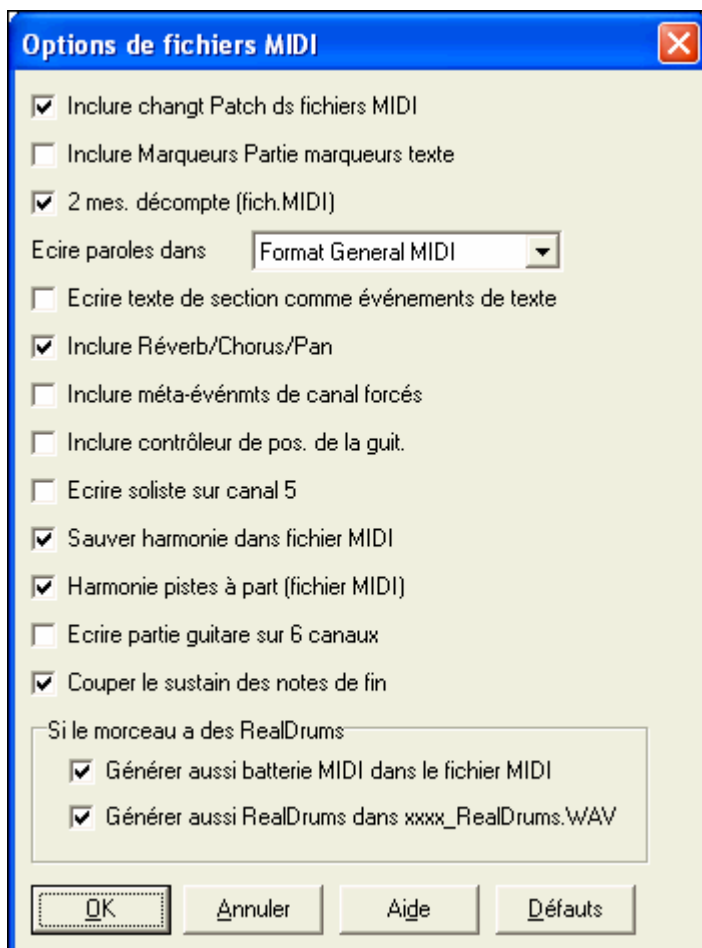 Options de fichiers MIDI
Inclure changt Patch ds fichiers MIDI
Inclure Marqueurs Partie marqueurs texte
2 mes. décompte (fich.MIDI)
Ecire paroles dans Format General MIDI
Ecrire texte de section comme événements de texte
Inclure Réverb/Chorus/Pan
Inclure méta-événmts de canal forcés
Inclure contrôleur de pos. de la guit.
Ecrire soliste sur canal 5
Sauver harmonie dans fichier MIDI
Harmonie pistes à part (fichier MIDI)
Ecrire partie guitare sur 6 canaux
Couper le sustain des notes de fin
Si le morceau a des RealDrums
Générer aussi batterie MIDI dans le fichier MIDI
Générer aussi RealDrums dans xxxx_RealDrums.WAV
OK Annuler Aide Défauts